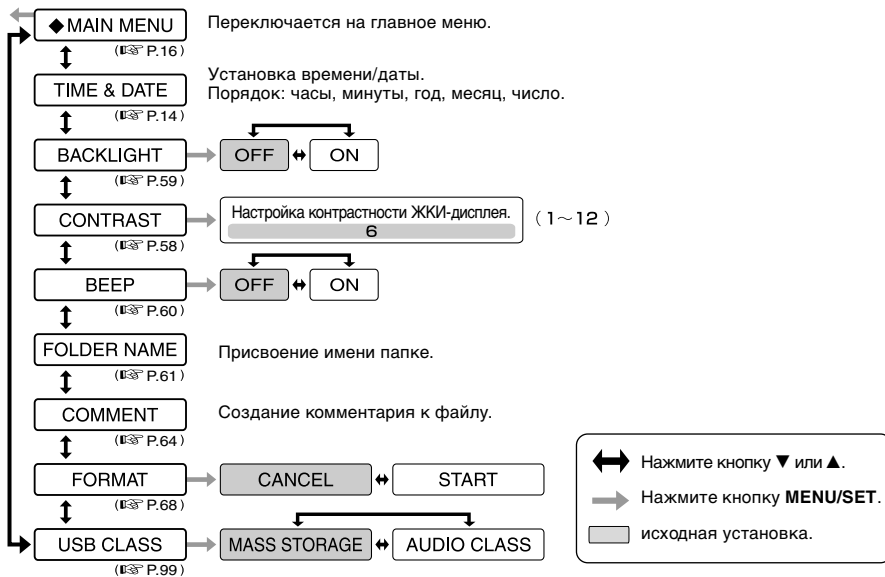 ◆MAIN MENU Переключается на главное меню.
(☞ P.16)
Установка времени/даты.
TIME & DATE Порядок: часы, минуты, год, месяц, число.
(☞ P.14)
BACKLIGHT OFF ON
(☞ P.59)
CONTRAST Настройка контрастности ЖКИ-дисплея. (1~12)
6
(☞ P.58)
BEEP OFF ON
(☞ P.60)
FOLDER NAME Присвоение имени папке.
(☞ P.61)
COMMENT Создание комментария к файлу.
(☞ P.64)
FORMAT CANCEL START
(☞ P.68)
USB CLASS MASS STORAGE AUDIO CLASS
(☞ P.99)
Нажмите кнопку ▼ или ▲.
Нажмите кнопку MENU/SET.
исходная установка.